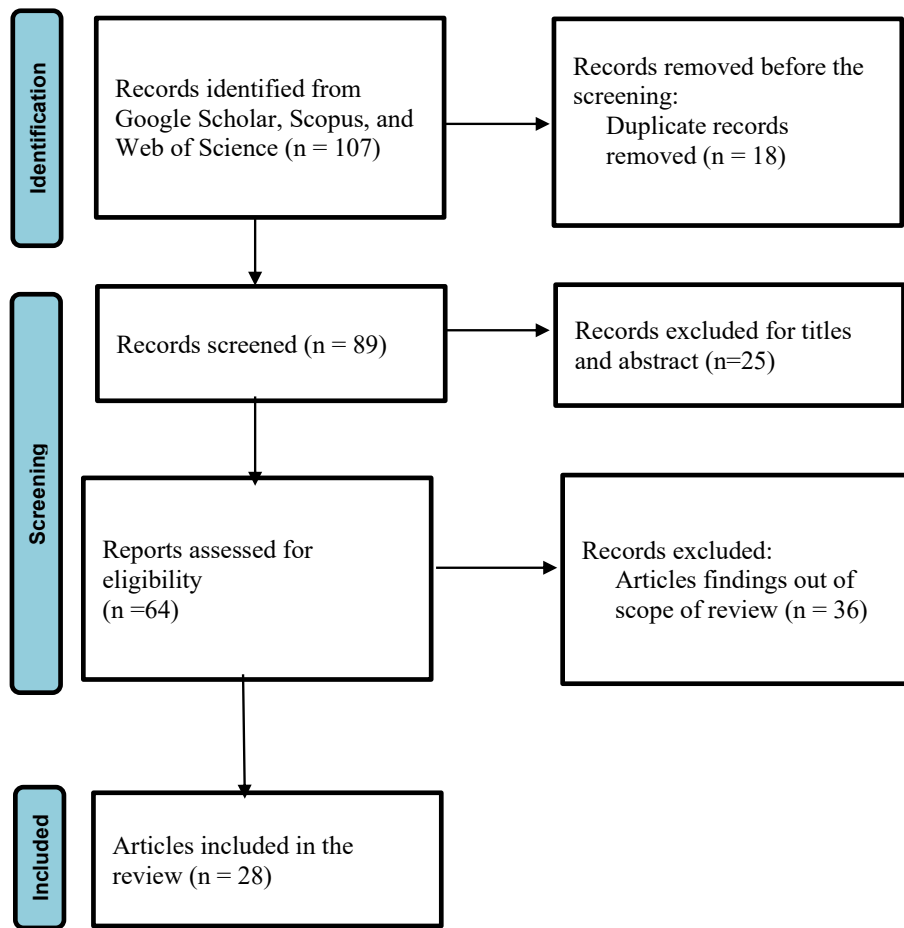 Identification
Records identified from
Google Scholar, Scopus, and
Web of Science (n = 107)
Records removed before the
screening:
Duplicate records
removed (n = 18)
Screening
Records screened (n = 89)
Records excluded for titles
and abstract (n=25)
Reports assessed for
eligibility
(n =64)
Records excluded:
Articles findings out of
scope of review (n = 36)
Included
Articles included in the
review (n = 28)